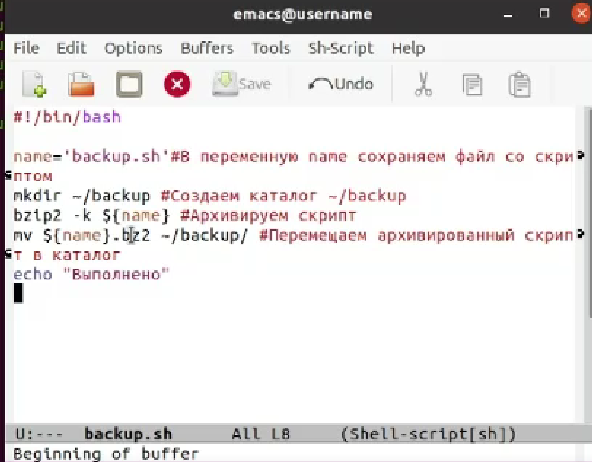 emacs@username
File Edit Options Buffers Tools Sh-Script Help
Save Undo
#!/bin/bash
name='backup.sh'#В переменную name сохраняем файл со скри
птом
mkdir ~/backup #Создаем каталог ~/backup
bzip2 -k ${name} #Архивируем скрипт
mv ${name}.bz2 ~/backup/ #Перемещаем архивированный скрип
т в каталог
echo "Выполнено"
U:--- backup.sh All L8 (Shell-script[sh])
Beginning of buffer